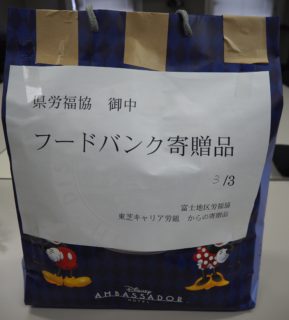 県労福協 御中
フードバンク寄贈品
3/3
富士地区労福協
東芝キャリア労組 からの寄贈品
Disney
AMBASSADOR
HOTEL